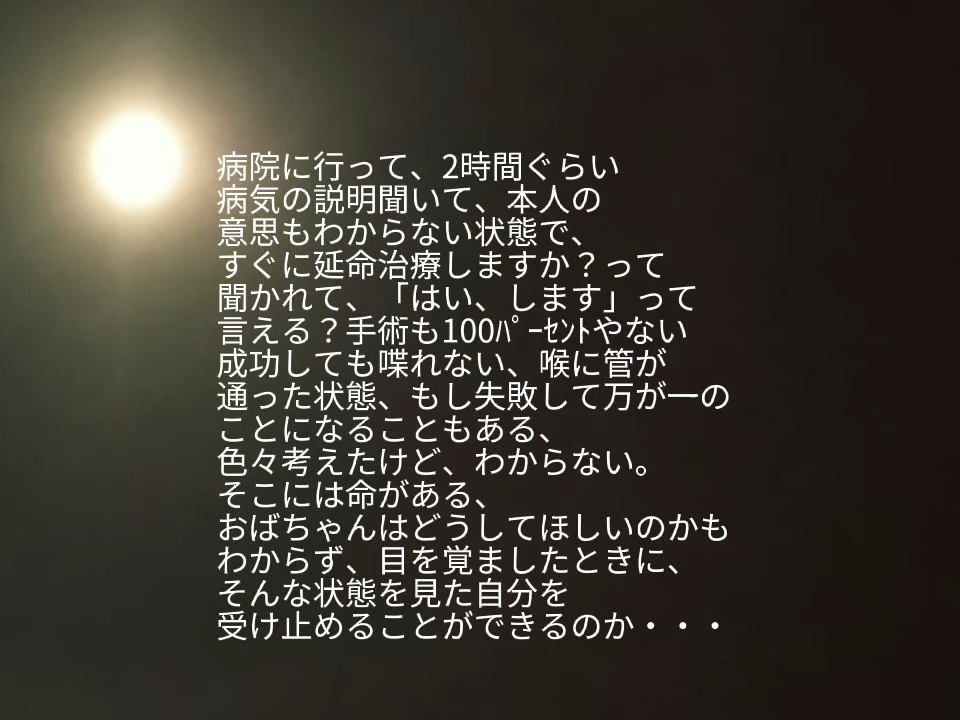 病院に行って、2時間ぐらい
病気の説明聞いて、本人の
意思もわからない状態で、
すぐに延命治療しますか？って
聞かれて、「はい、します」って
言える？手術も100ﾊﾟｰｾﾝﾄやない
成功しても喋れない、喉に管が
通った状態、もし失敗して万が一の
ことになることもある、
色々考えたけど、わからない。
そこには命がある、
おばちゃんはどうしてほしいのかも
わからず、目を覚ましたときに、
そんな状態を見た自分を
受け止めることができるのか・・・